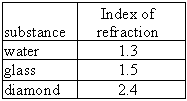 substance Index of refraction
water 1.3
glass 1.5
diamond 2.4